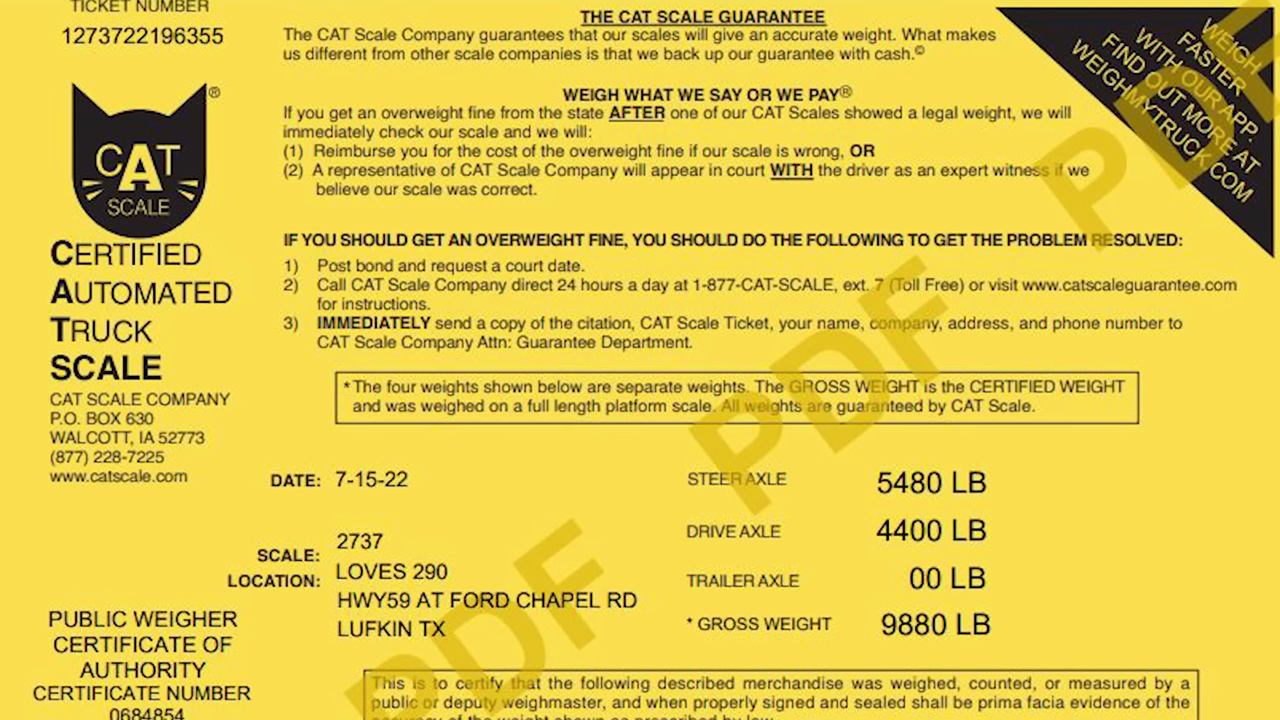 TICKET NUMBER
1273722196355
CAT
SCALE
®
CERTIFIED
AUTOMATED
TRUCK
SCALE
CAT SCALE COMPANY
P.O. BOX 630
WALCOTT, IA 52773
(877) 228-7225
www.catscale.com
PUBLIC WEIGHER
CERTIFICATE OF
AUTHORITY
CERTIFICATE NUMBER
0684854
THE CAT SCALE GUARANTEE
The CAT Scale Company guarantees that our scales will give an accurate weight. What makes
us different from other scale companies is that we back up our guarantee with cash.©
WEIGH WHAT WE SAY OR WE PAY®
If you get an overweight fine from the state AFTER one of our CAT Scales showed a legal weight, we will
immediately check our scale and we will:
(1) Reimburse you for the cost of the overweight fine if our scale is wrong, OR
(2) A representative of CAT Scale Company will appear in court WITH the driver as an expert witness if we
believe our scale was correct.
IF YOU SHOULD GET AN OVERWEIGHT FINE, YOU SHOULD DO THE FOLLOWING TO GET THE PROBLEM RESOLVED:
1) Post bond and request a court date.
2) Call CAT Scale Company direct 24 hours a day at 1-877-CAT-SCALE, ext. 7 (Toll Free) or visit www.catscaleguarantee.com
for instructions.
3) IMMEDIATELY send a copy of the citation, CAT Scale Ticket, your name, company, address, and phone number to
CAT Scale Company Attn: Guarantee Department.
* The four weights shown below are separate weights. The GROSS WEIGHT is the CERTIFIED WEIGHT
and was weighed on a full length platform scale. All weights are guaranteed by CAT Scale.
DATE: 7-15-22
SCALE: 2737
LOCATION: LOVES 290
HWY59 AT FORD CHAPEL RD
LUFKIN TX
STEER AXLE 5480 LB
DRIVE AXLE 4400 LB
TRAILER AXLE 00 LB
* GROSS WEIGHT 9880 LB
This is to certify that the following described merchandise was weighed, counted, or measured by a
public or deputy weighmaster, and when properly signed and sealed shall be prima facia evidence of the
accuracy of the weight shown as prescribed by law.
WEIGH
FASTER
WITH OUR APP.
FIND OUT MORE AT
WEIGHMYTRUCK.COM
PDF
PDF
PDF